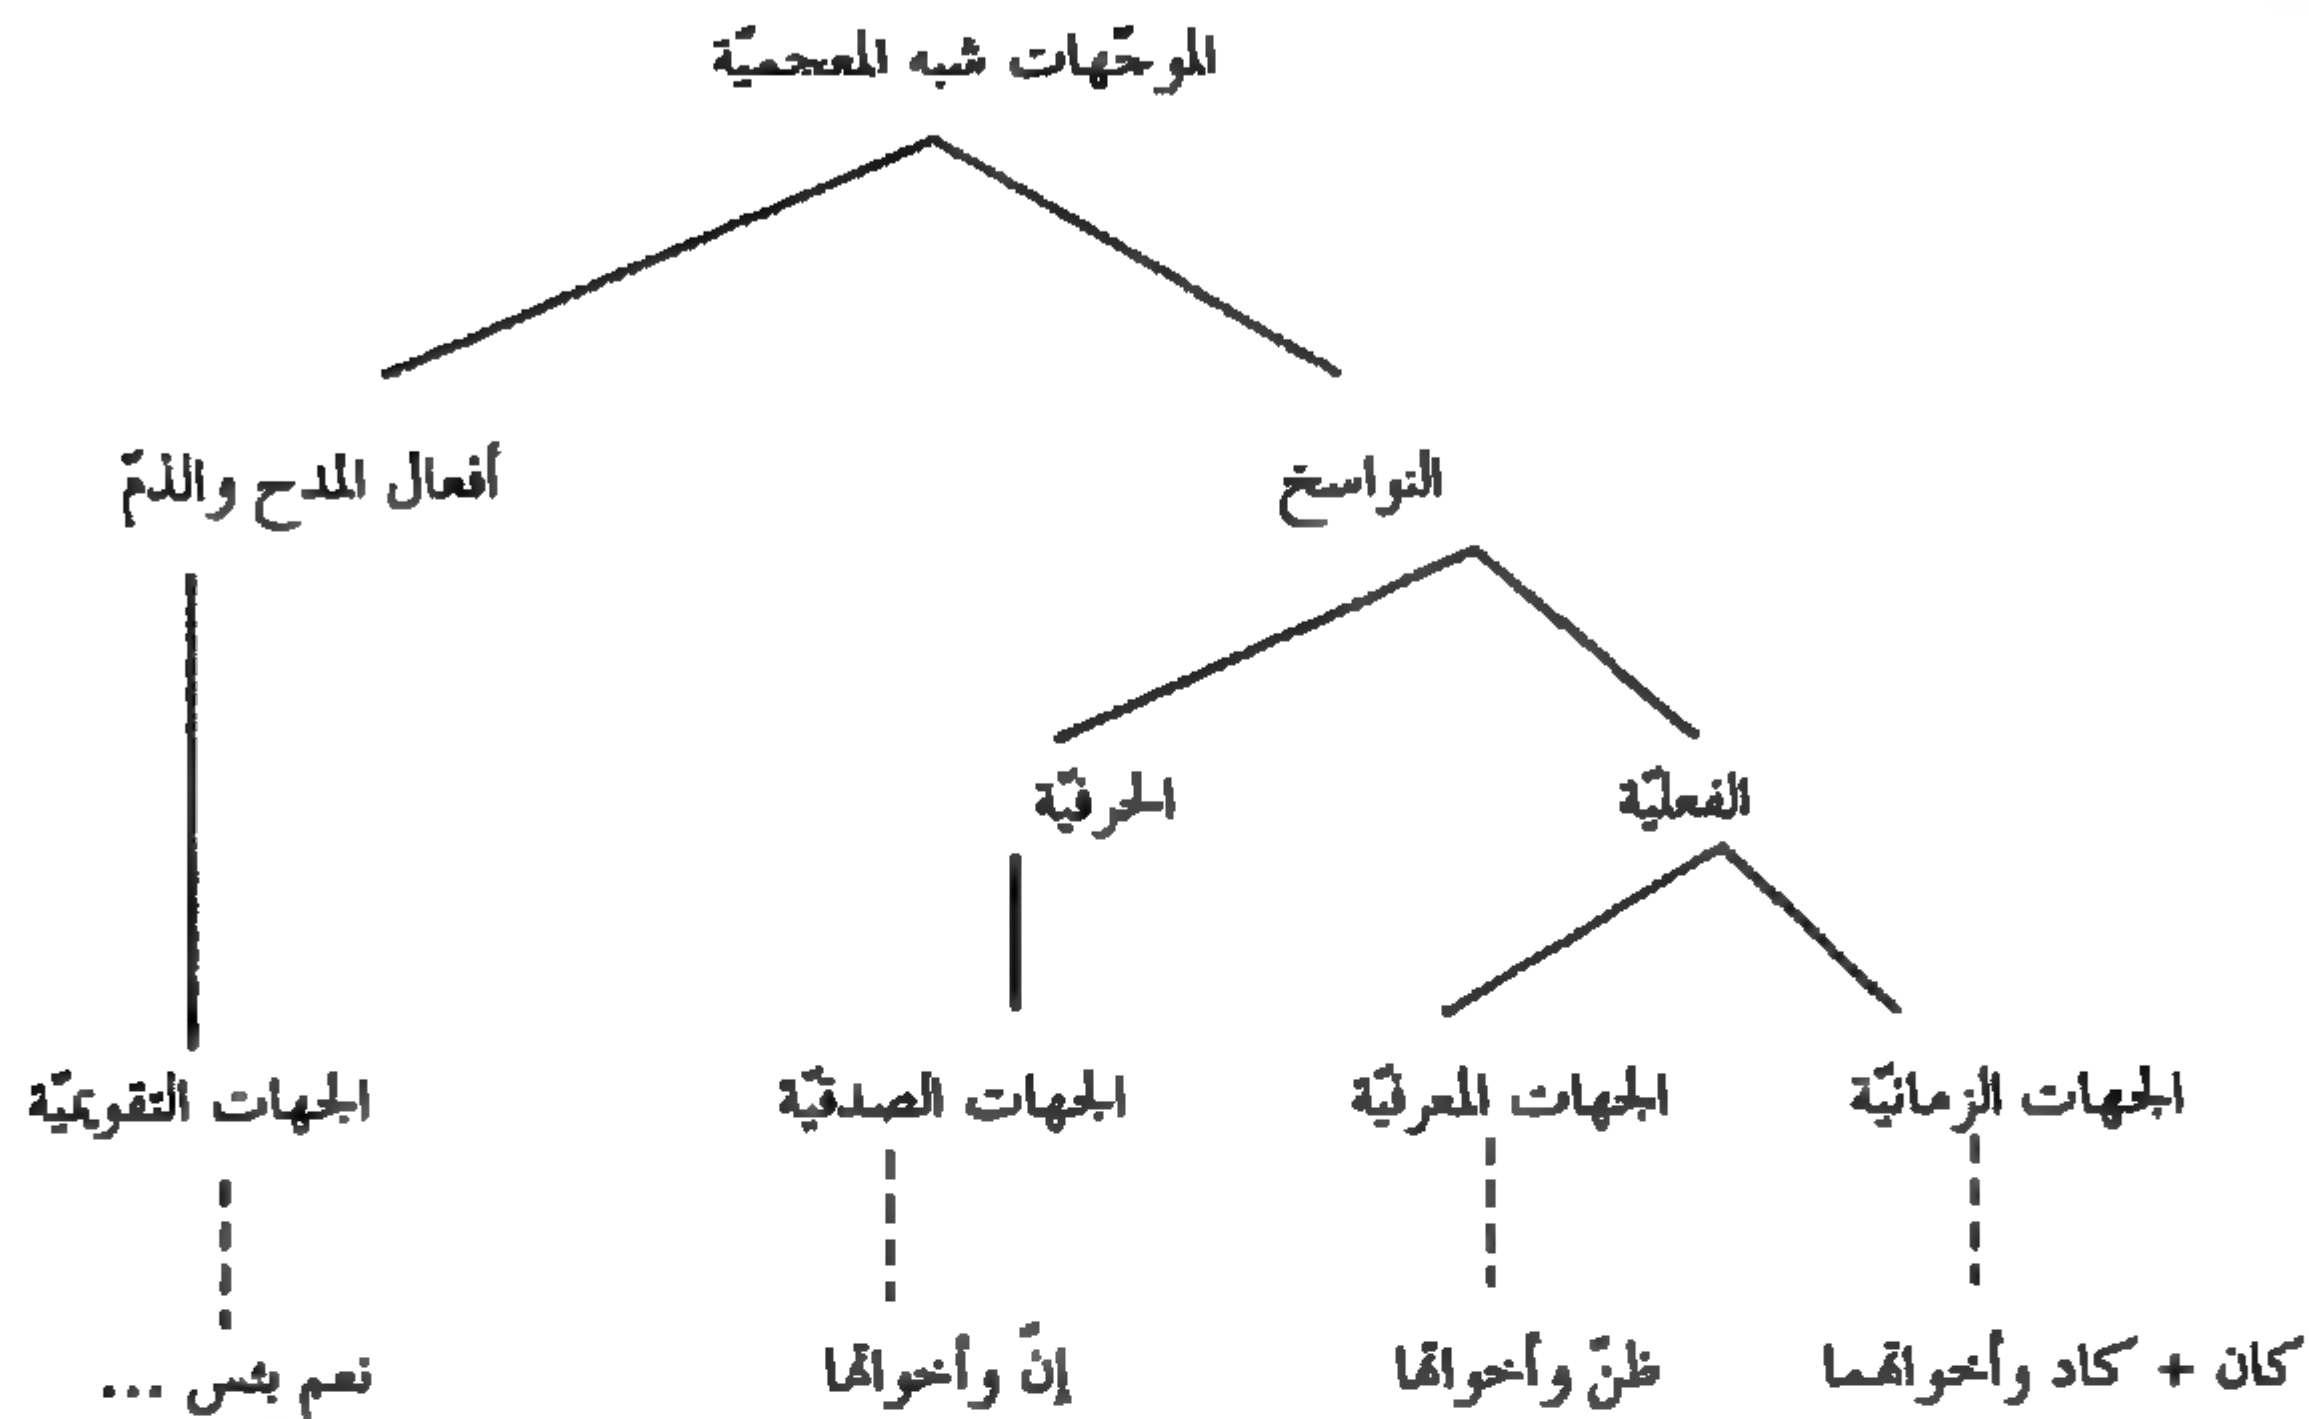 الموجّهات شبه المعجميّة
النواسخ
أفعال المدح والذمّ
الفعليّة
الحرفيّة
الجهات الزمانيّة
الجهات المعرفيّة
الجهات الصدقيّة
الجهات التقويميّة
كان + كاد وأخواتهما
ظنّ وأخواتها
إنّ وأخواتها
نعم بئس ...